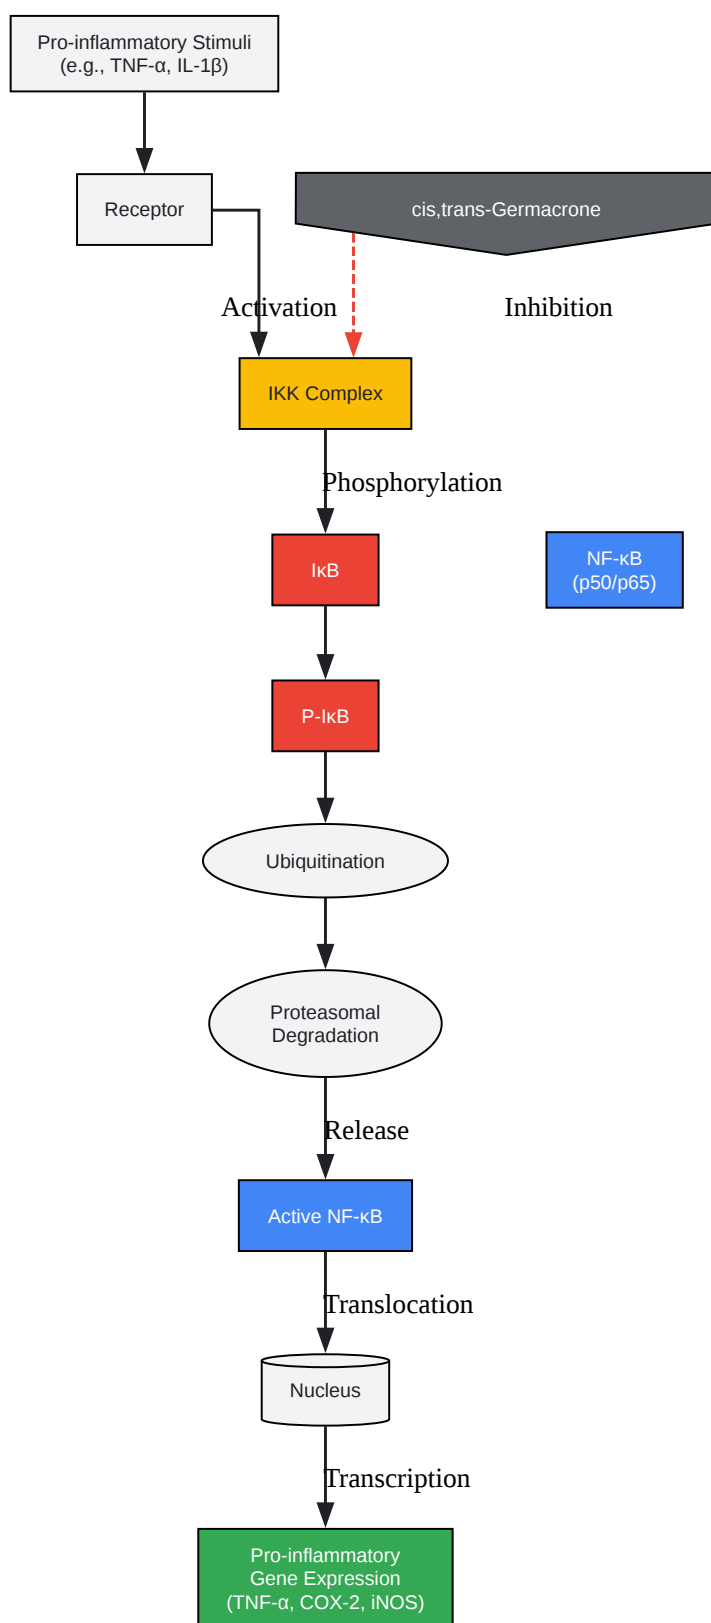 Pro-inflammatory Stimuli
(e.g., TNF-α, IL-1β)
Receptor
cis,trans-Germacrone
Activation
Inhibition
IKK Complex
Phosphorylation
IκB
NF-κB
(p50/p65)
P-IκB
Ubiquitination
Proteasomal
Degradation
Release
Active NF-κB
Translocation
Nucleus
Transcription
Pro-inflammatory
Gene Expression
(TNF-α, COX-2, iNOS)